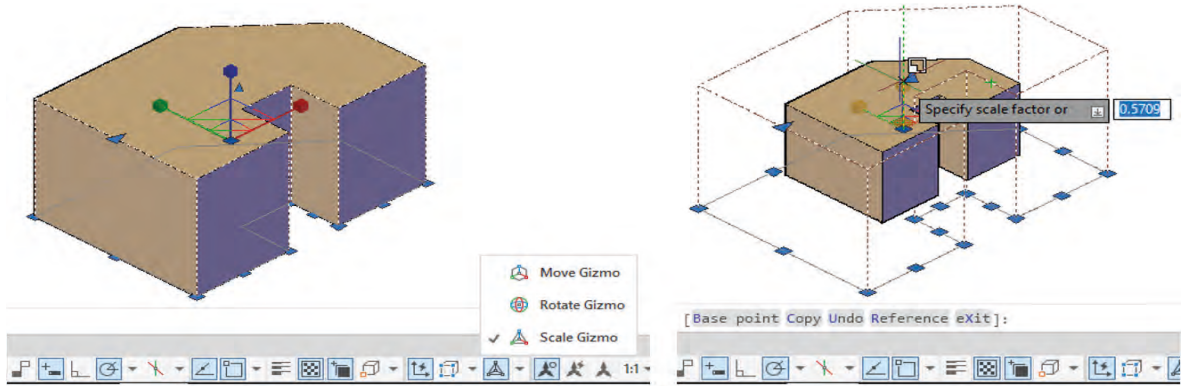 Move Gizmo
Rotate Gizmo
Scale Gizmo
1:1
Specify scale factor or
0.5709
[Base point Copy Undo Reference eXit]: